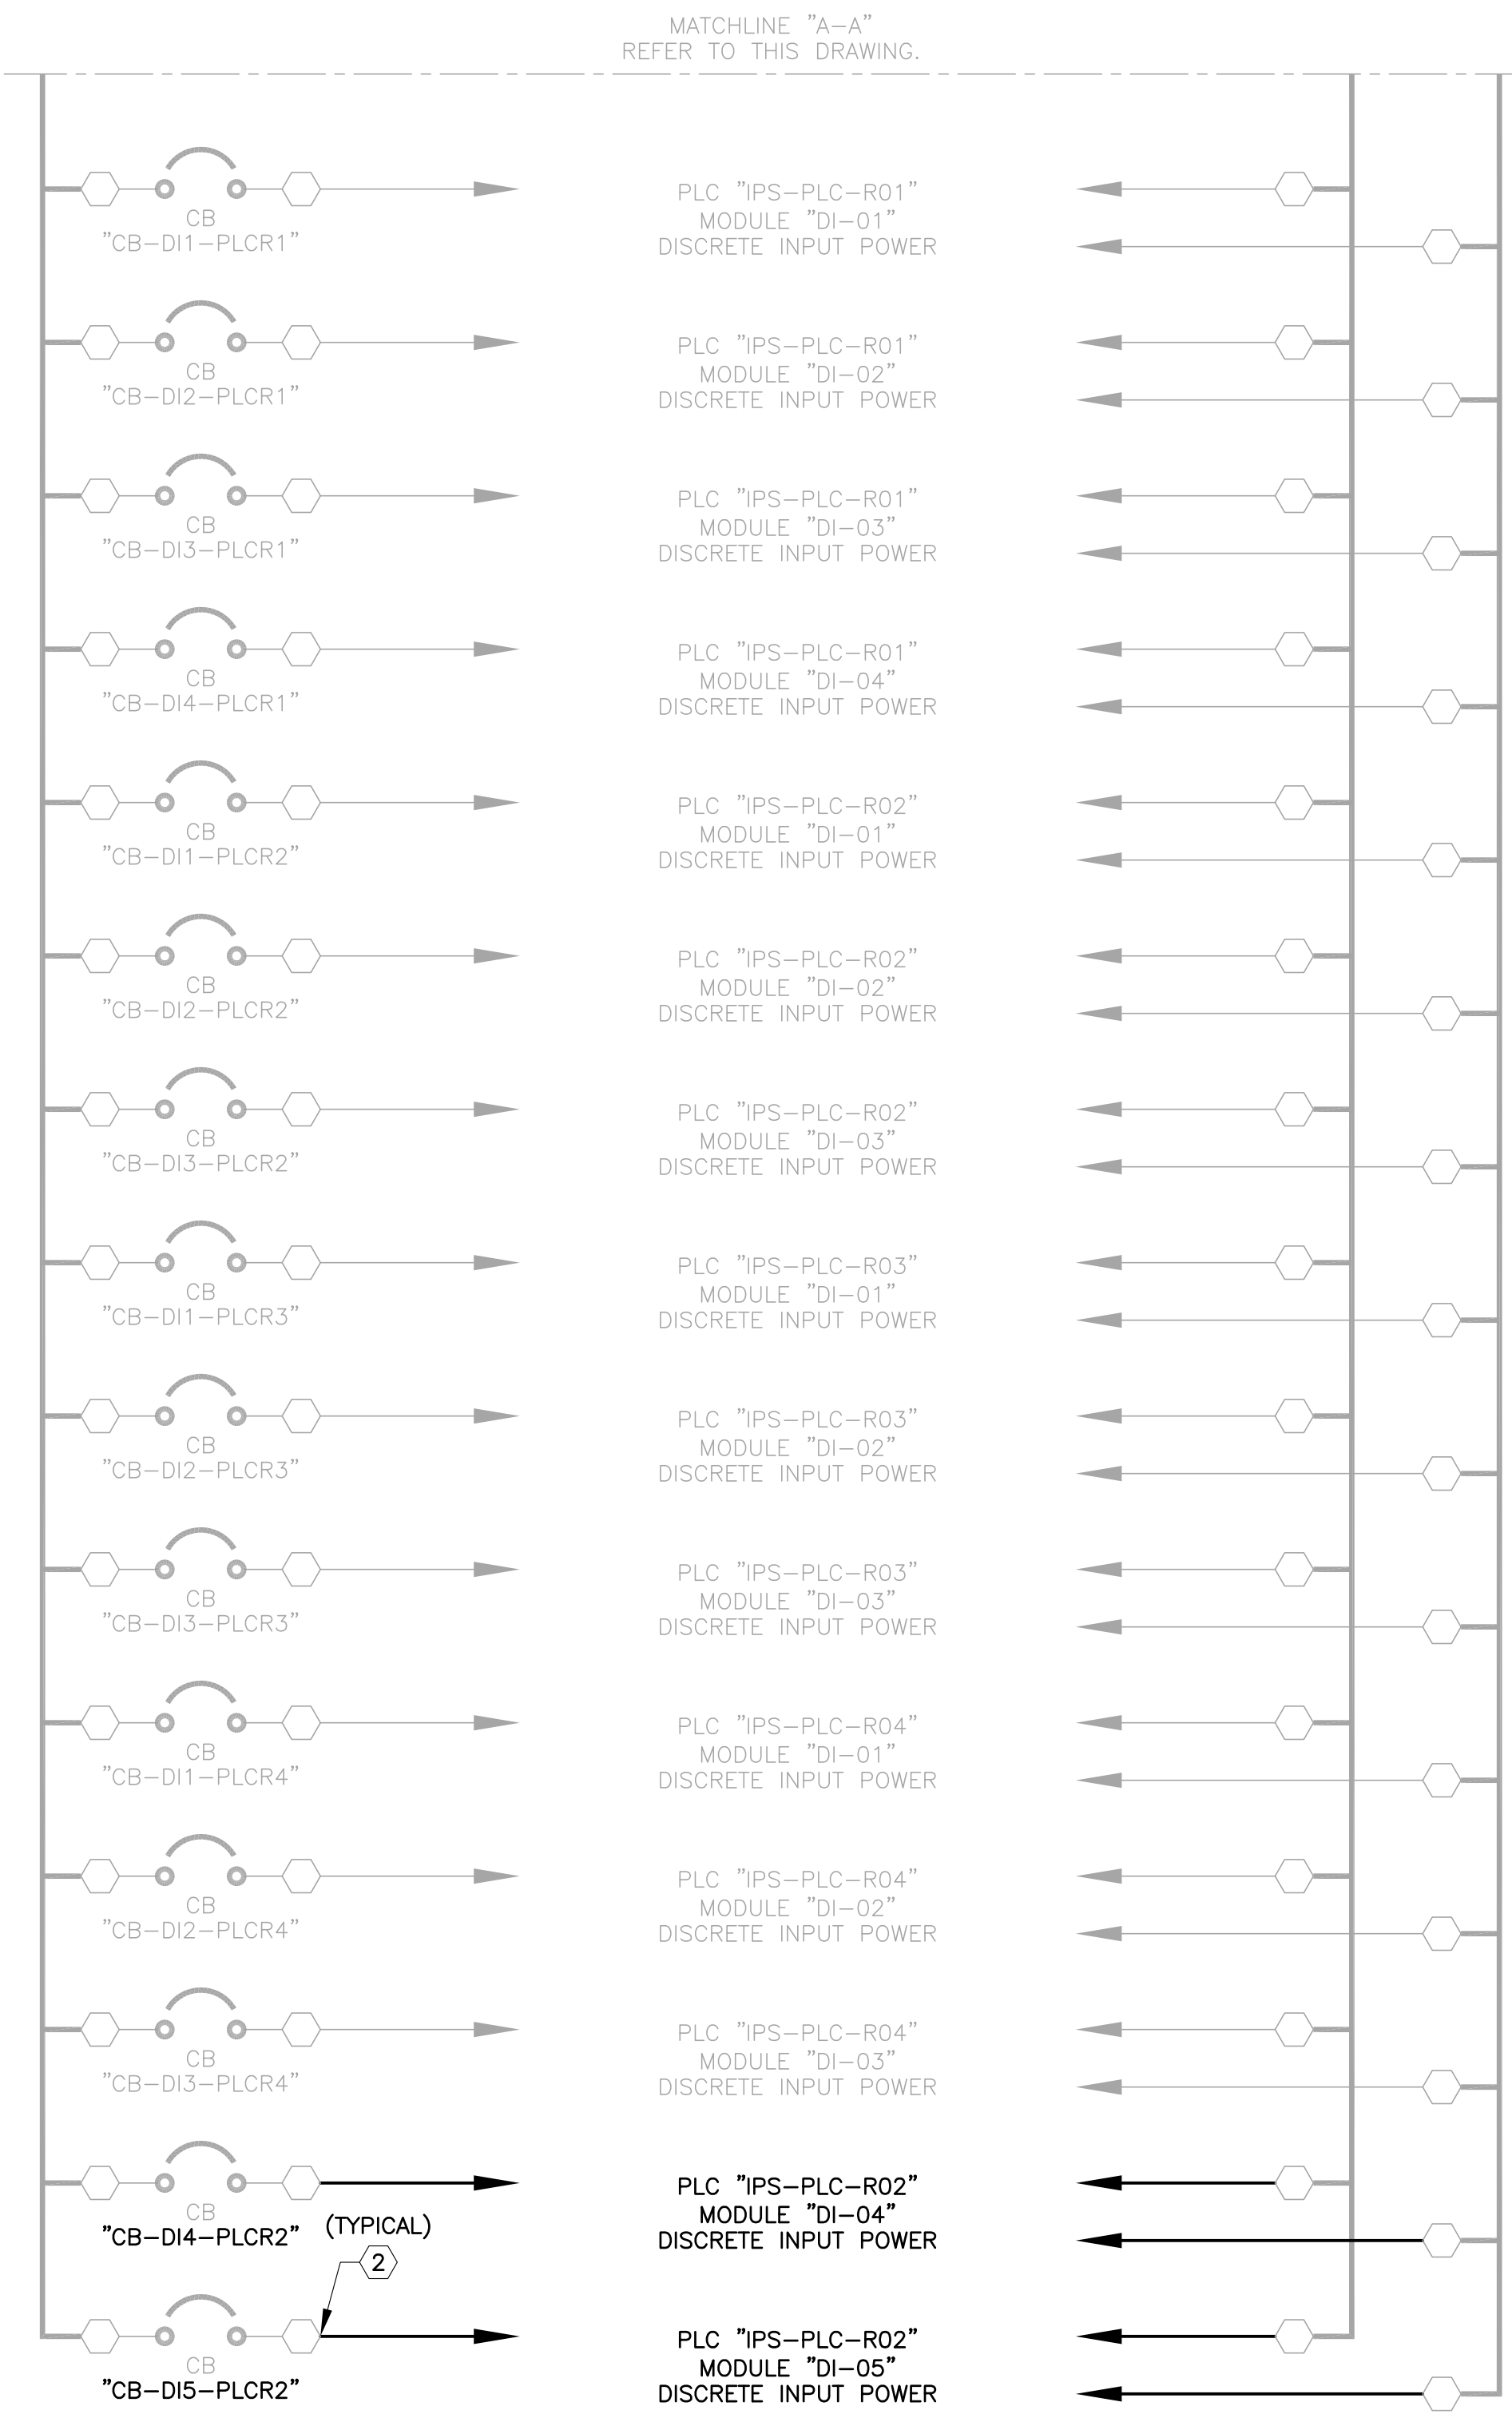 MATCHLINE "A-A"
REFER TO THIS DRAWING.
CB
"CB-DI1-PLCR1"
PLC "IPS-PLC-R01"
MODULE "DI-01"
DISCRETE INPUT POWER
CB
"CB-DI2-PLCR1"
PLC "IPS-PLC-R01"
MODULE "DI-02"
DISCRETE INPUT POWER
CB
"CB-DI3-PLCR1"
PLC "IPS-PLC-R01"
MODULE "DI-03"
DISCRETE INPUT POWER
CB
"CB-DI4-PLCR1"
PLC "IPS-PLC-R01"
MODULE "DI-04"
DISCRETE INPUT POWER
CB
"CB-DI1-PLCR2"
PLC "IPS-PLC-R02"
MODULE "DI-01"
DISCRETE INPUT POWER
CB
"CB-DI2-PLCR2"
PLC "IPS-PLC-R02"
MODULE "DI-02"
DISCRETE INPUT POWER
CB
"CB-DI3-PLCR2"
PLC "IPS-PLC-R02"
MODULE "DI-03"
DISCRETE INPUT POWER
CB
"CB-DI1-PLCR3"
PLC "IPS-PLC-R03"
MODULE "DI-01"
DISCRETE INPUT POWER
CB
"CB-DI2-PLCR3"
PLC "IPS-PLC-R03"
MODULE "DI-02"
DISCRETE INPUT POWER
CB
"CB-DI3-PLCR3"
PLC "IPS-PLC-R03"
MODULE "DI-03"
DISCRETE INPUT POWER
CB
"CB-DI1-PLCR4"
PLC "IPS-PLC-R04"
MODULE "DI-01"
DISCRETE INPUT POWER
CB
"CB-DI2-PLCR4"
PLC "IPS-PLC-R04"
MODULE "DI-02"
DISCRETE INPUT POWER
CB
"CB-DI3-PLCR4"
PLC "IPS-PLC-R04"
MODULE "DI-03"
DISCRETE INPUT POWER
CB
"CB-DI4-PLCR2"
PLC "IPS-PLC-R02"
MODULE "DI-04"
DISCRETE INPUT POWER
(TYPICAL)
2
CB
"CB-DI5-PLCR2"
PLC "IPS-PLC-R02"
MODULE "DI-05"
DISCRETE INPUT POWER